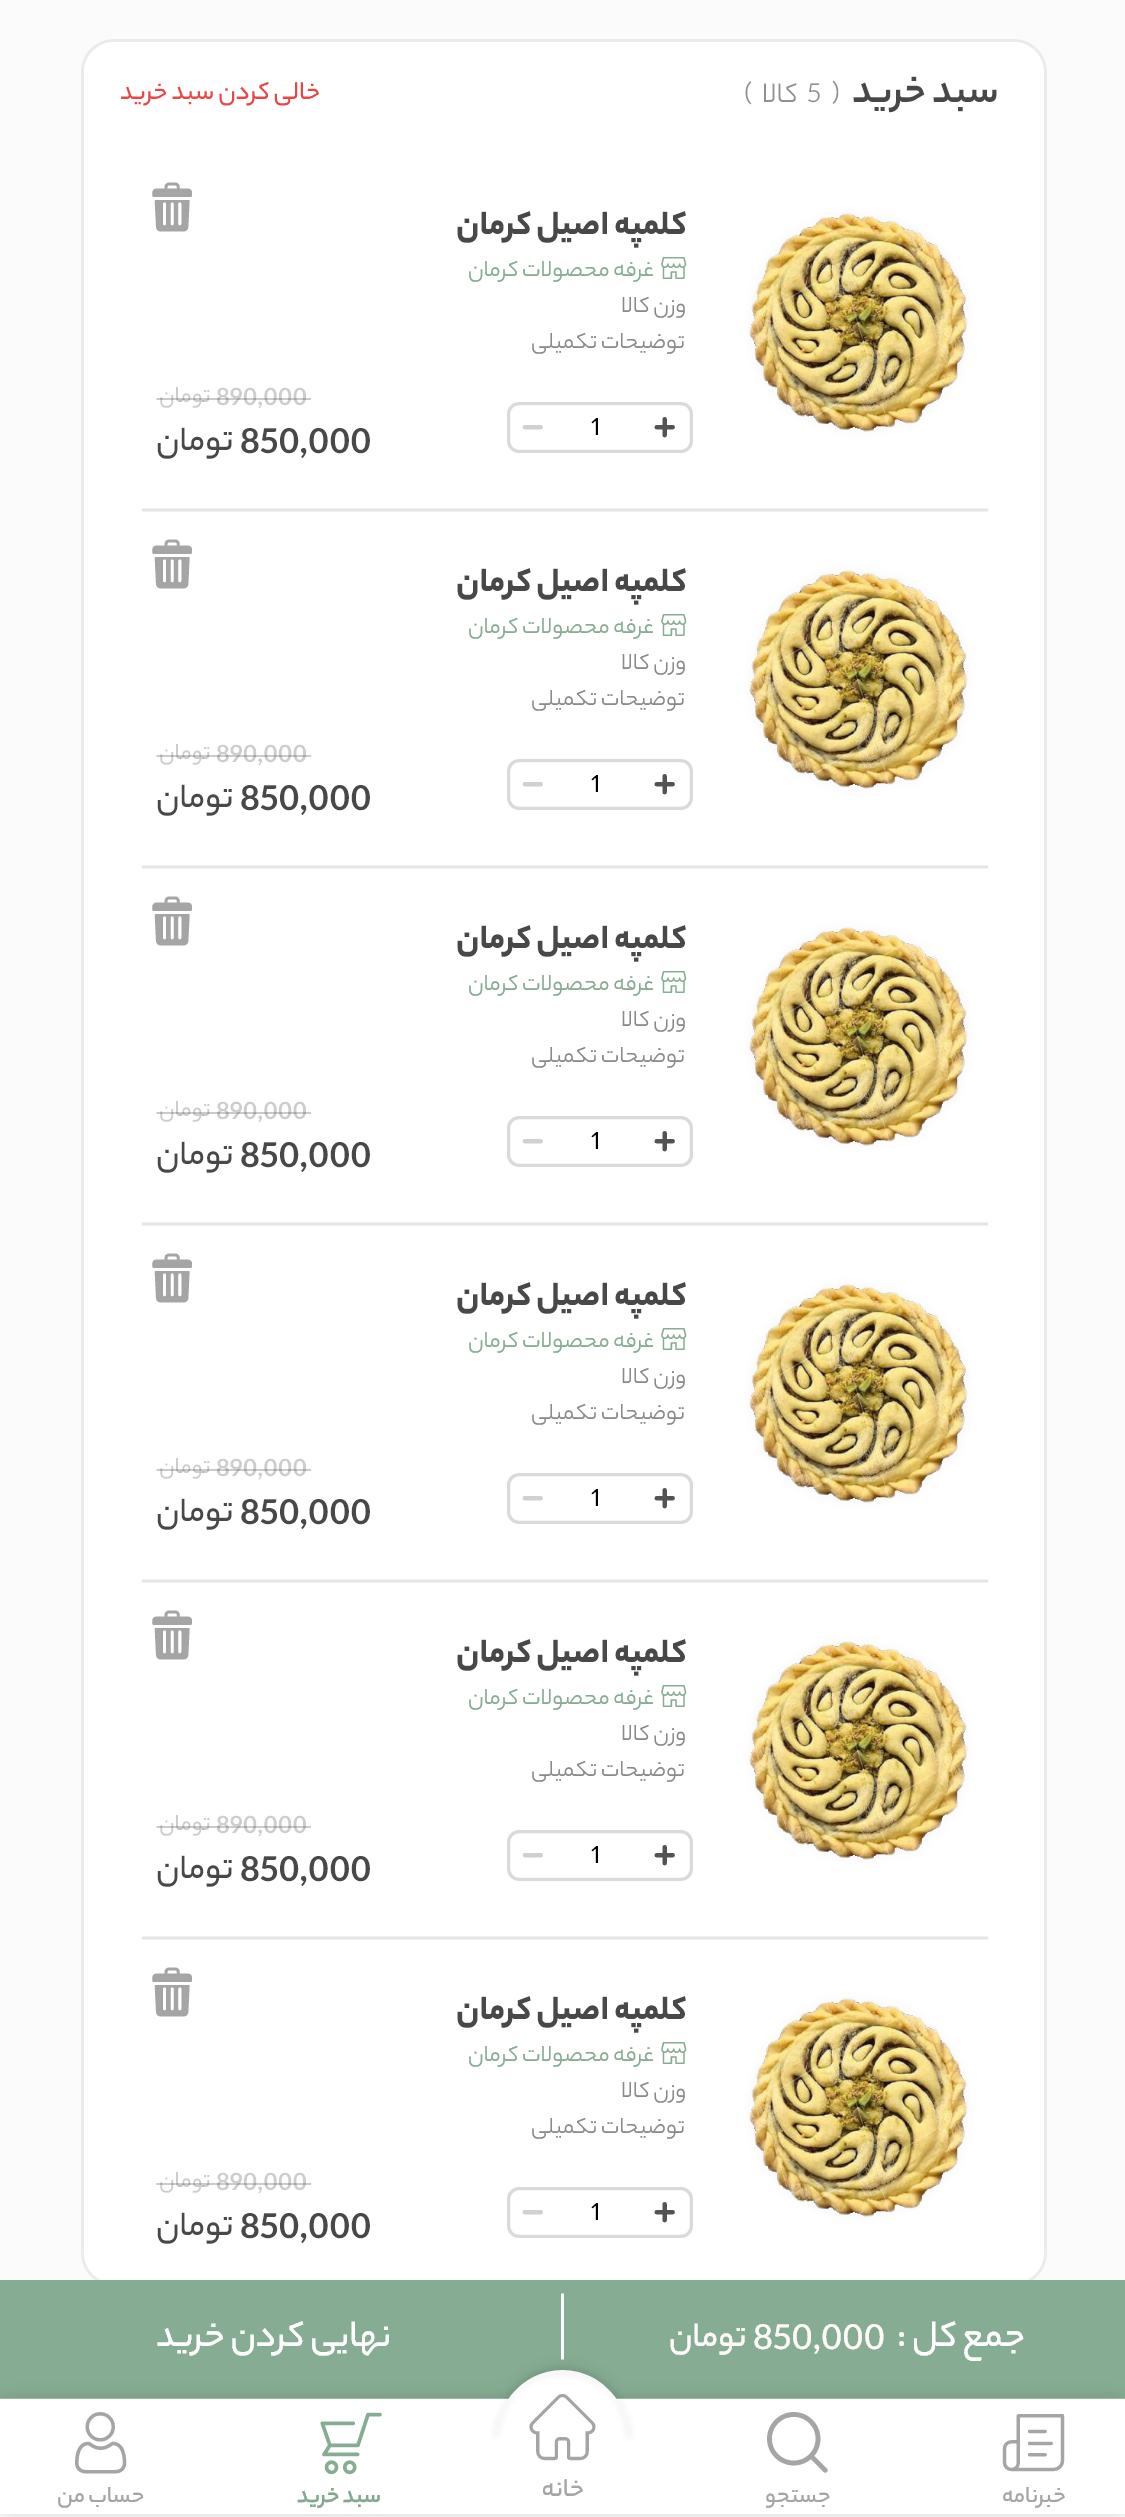 سبد خرید ( 5 کالا )
خالی کردن سبد خرید
کلمپه اصیل کرمان
غرفه محصولات کرمان
وزن کالا
توضیحات تکمیلی
890,000 تومان
1
850,000 تومان
کلمپه اصیل کرمان
غرفه محصولات کرمان
وزن کالا
توضیحات تکمیلی
890,000 تومان
1
850,000 تومان
کلمپه اصیل کرمان
غرفه محصولات کرمان
وزن کالا
توضیحات تکمیلی
890,000 تومان
1
850,000 تومان
کلمپه اصیل کرمان
غرفه محصولات کرمان
وزن کالا
توضیحات تکمیلی
890,000 تومان
1
850,000 تومان
کلمپه اصیل کرمان
غرفه محصولات کرمان
وزن کالا
توضیحات تکمیلی
890,000 تومان
1
850,000 تومان
کلمپه اصیل کرمان
غرفه محصولات کرمان
وزن کالا
توضیحات تکمیلی
890,000 تومان
1
850,000 تومان
جمع کل : 850,000 تومان
نهایی کردن خرید
خبرنامه
جستجو
خانه
سبد خرید
حساب من